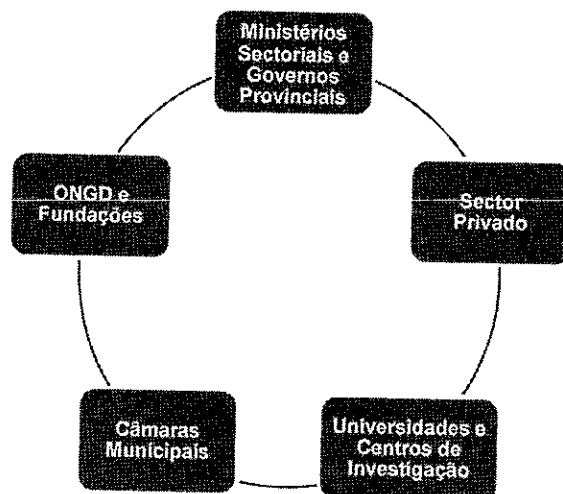 Ministérios
Sectoriais e
Governos
Provinciais
ONGD e
Fundações
Sector
Privado
Câmaras
Municipais
Universidades e
Centros de
Investigação